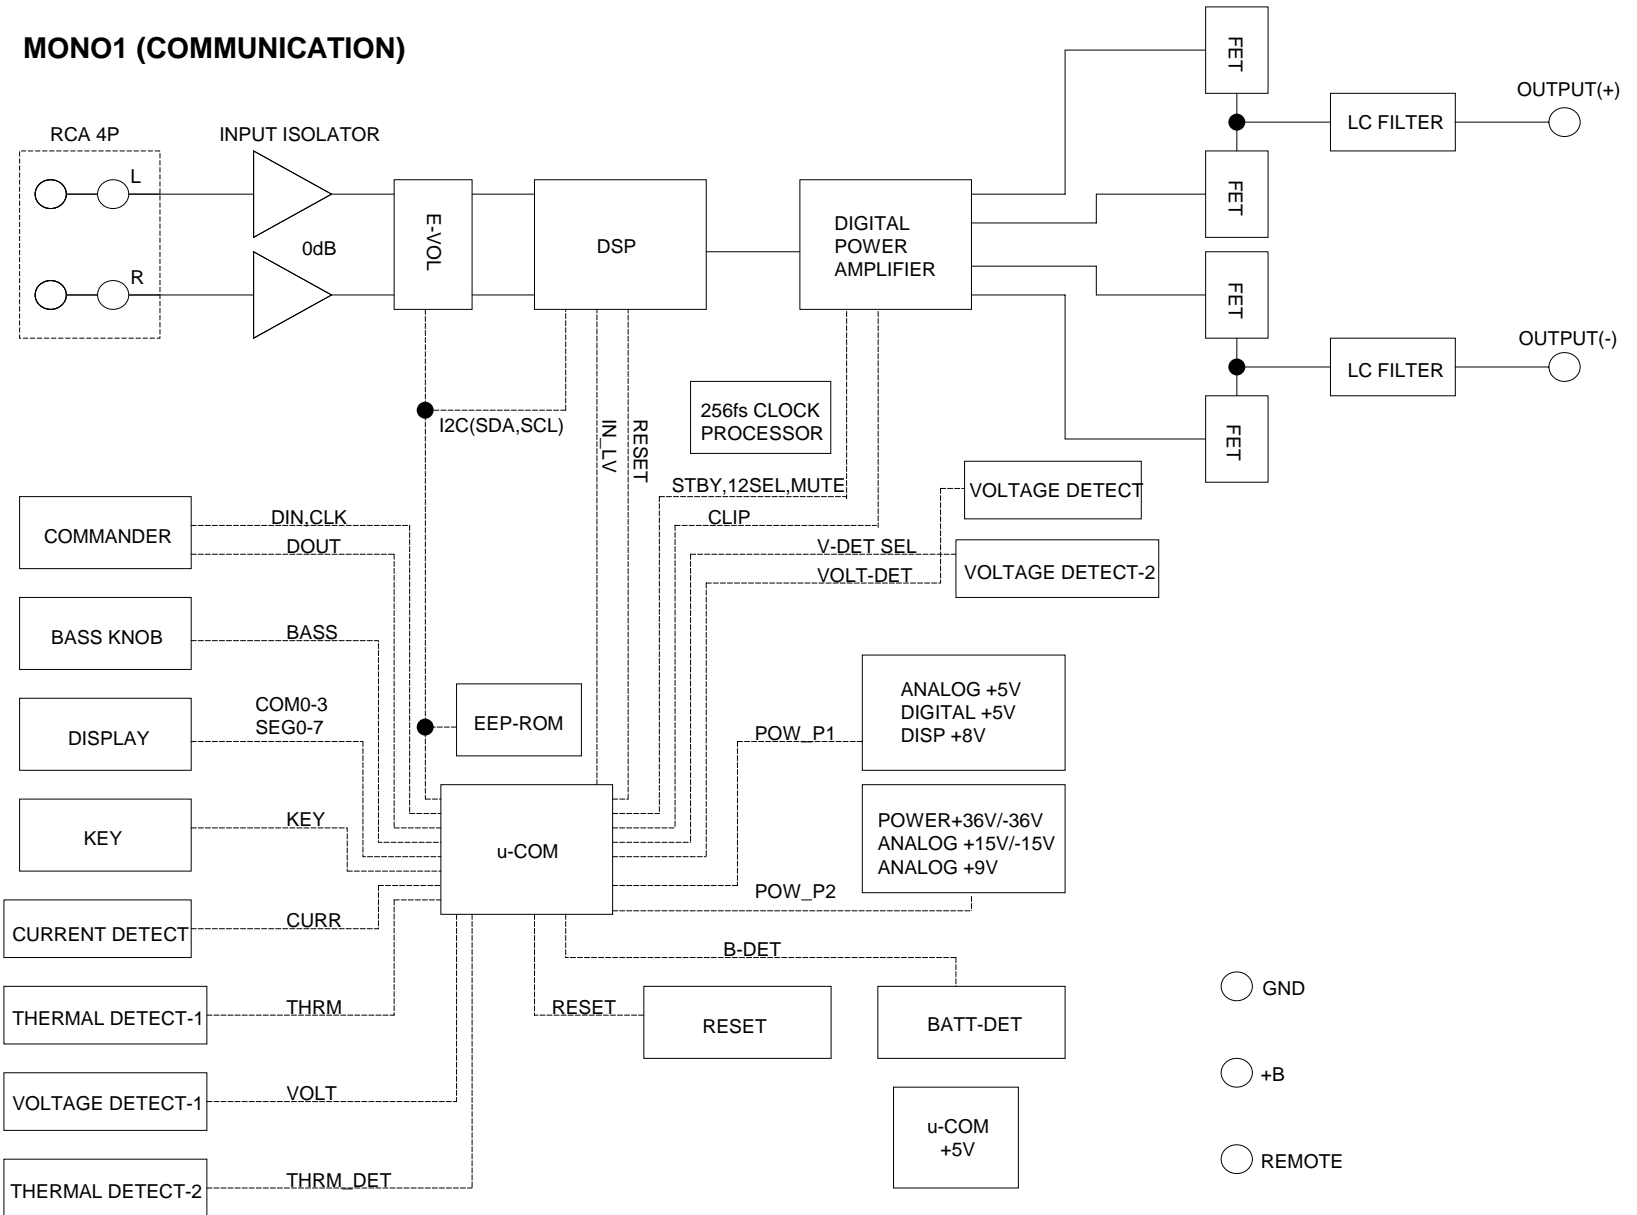 MONO1 (COMMUNICATION)
RCA 4P
INPUT ISOLATOR
L
R
0dB
E-VOL
DSP
DIGITAL
POWER
AMPLIFIER
FET
FET
FET
FET
LC FILTER
OUTPUT(+)
LC FILTER
OUTPUT(-)
I2C(SDA,SCL)
IN_LV
RESET
256fs CLOCK
PROCESSOR
STBY,12SEL,MUTE
CLIP
V-DET SEL
VOLT-DET
VOLTAGE DETECT
VOLTAGE DETECT-2
COMMANDER
DIN,CLK
DOUT
BASS KNOB
BASS
DISPLAY
COM0-3
SEG0-7
KEY
KEY
CURRENT DETECT
CURR
THERMAL DETECT-1
THRM
VOLTAGE DETECT-1
VOLT
THERMAL DETECT-2
THRM_DET
EEP-ROM
u-COM
POW_P1
ANALOG +5V
DIGITAL +5V
DISP +8V
POWER+36V/-36V
ANALOG +15V/-15V
ANALOG +9V
POW_P2
B-DET
RESET
RESET
BATT-DET
u-COM
+5V
GND
+B
REMOTE